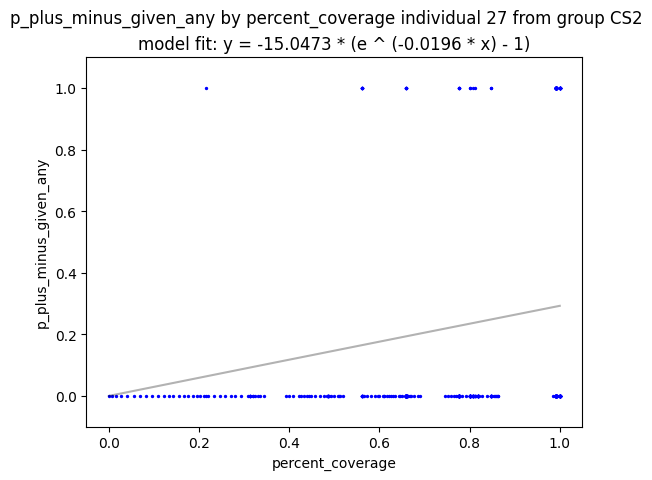 p_plus_minus_given_any by percent_coverage individual 27 from group CS2
model fit: y = -15.0473 * (e ^ (-0.0196 * x) - 1)
1.0
0.8
0.6
0.4
0.2
0.0
p_plus_minus_given_any
0.0 0.2 0.4 0.6 0.8 1.0
percent_coverage